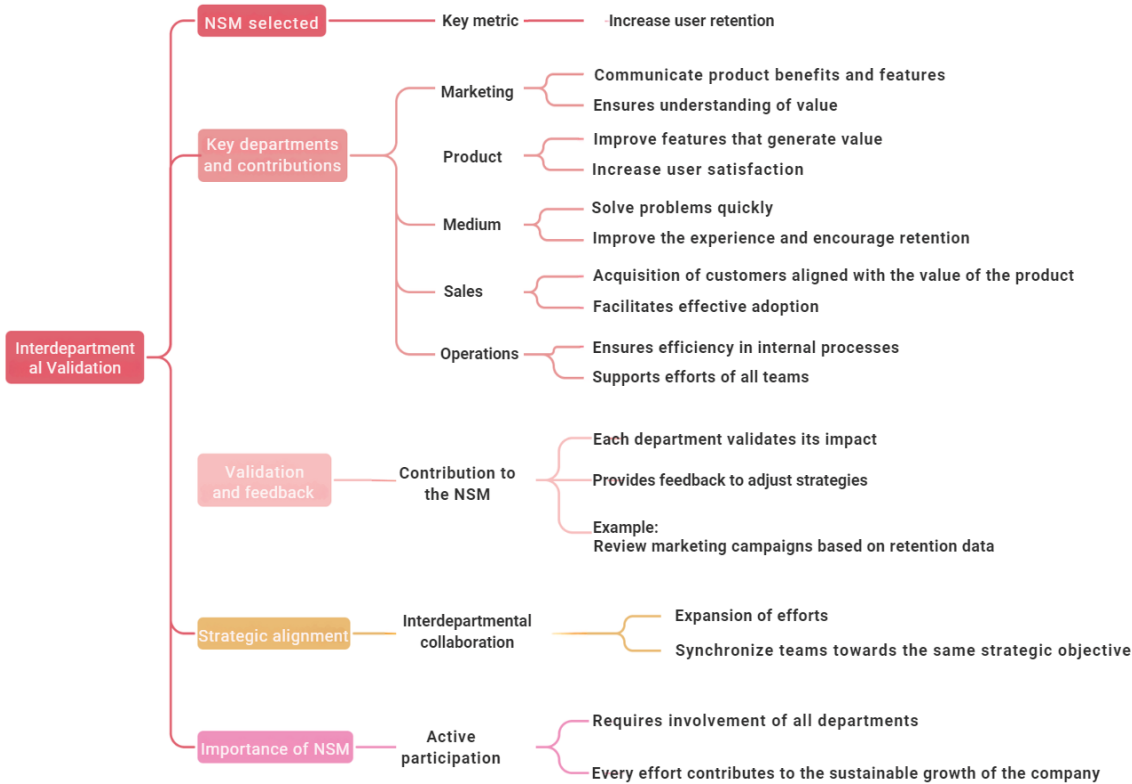 NSM selected
Key metric
Increase user retention
Key departments
and contributions
Marketing
Communicate product benefits and features
Ensures understanding of value
Product
Improve features that generate value
Increase user satisfaction
Medium
Solve problems quickly
Improve the experience and encourage retention
Sales
Acquisition of customers aligned with the value of the product
Facilitates effective adoption
Operations
Ensures efficiency in internal processes
Supports efforts of all teams
Interdepartment
al Validation
Validation
and feedback
Contribution to
the NSM
Each department validates its impact
Provides feedback to adjust strategies
Example:
Review marketing campaigns based on retention data
Strategic alignment
Interdepartmental
collaboration
Expansion of efforts
Synchronize teams towards the same strategic objective
Importance of NSM
Active
participation
Requires involvement of all departments
Every effort contributes to the sustainable growth of the company